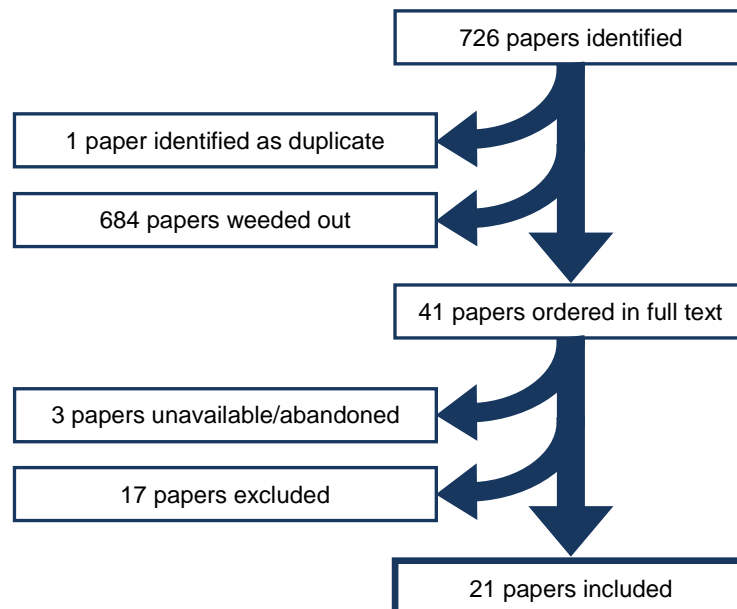 726 papers identified
1 paper identified as duplicate
684 papers weeded out
41 papers ordered in full text
3 papers unavailable/abandoned
17 papers excluded
21 papers included